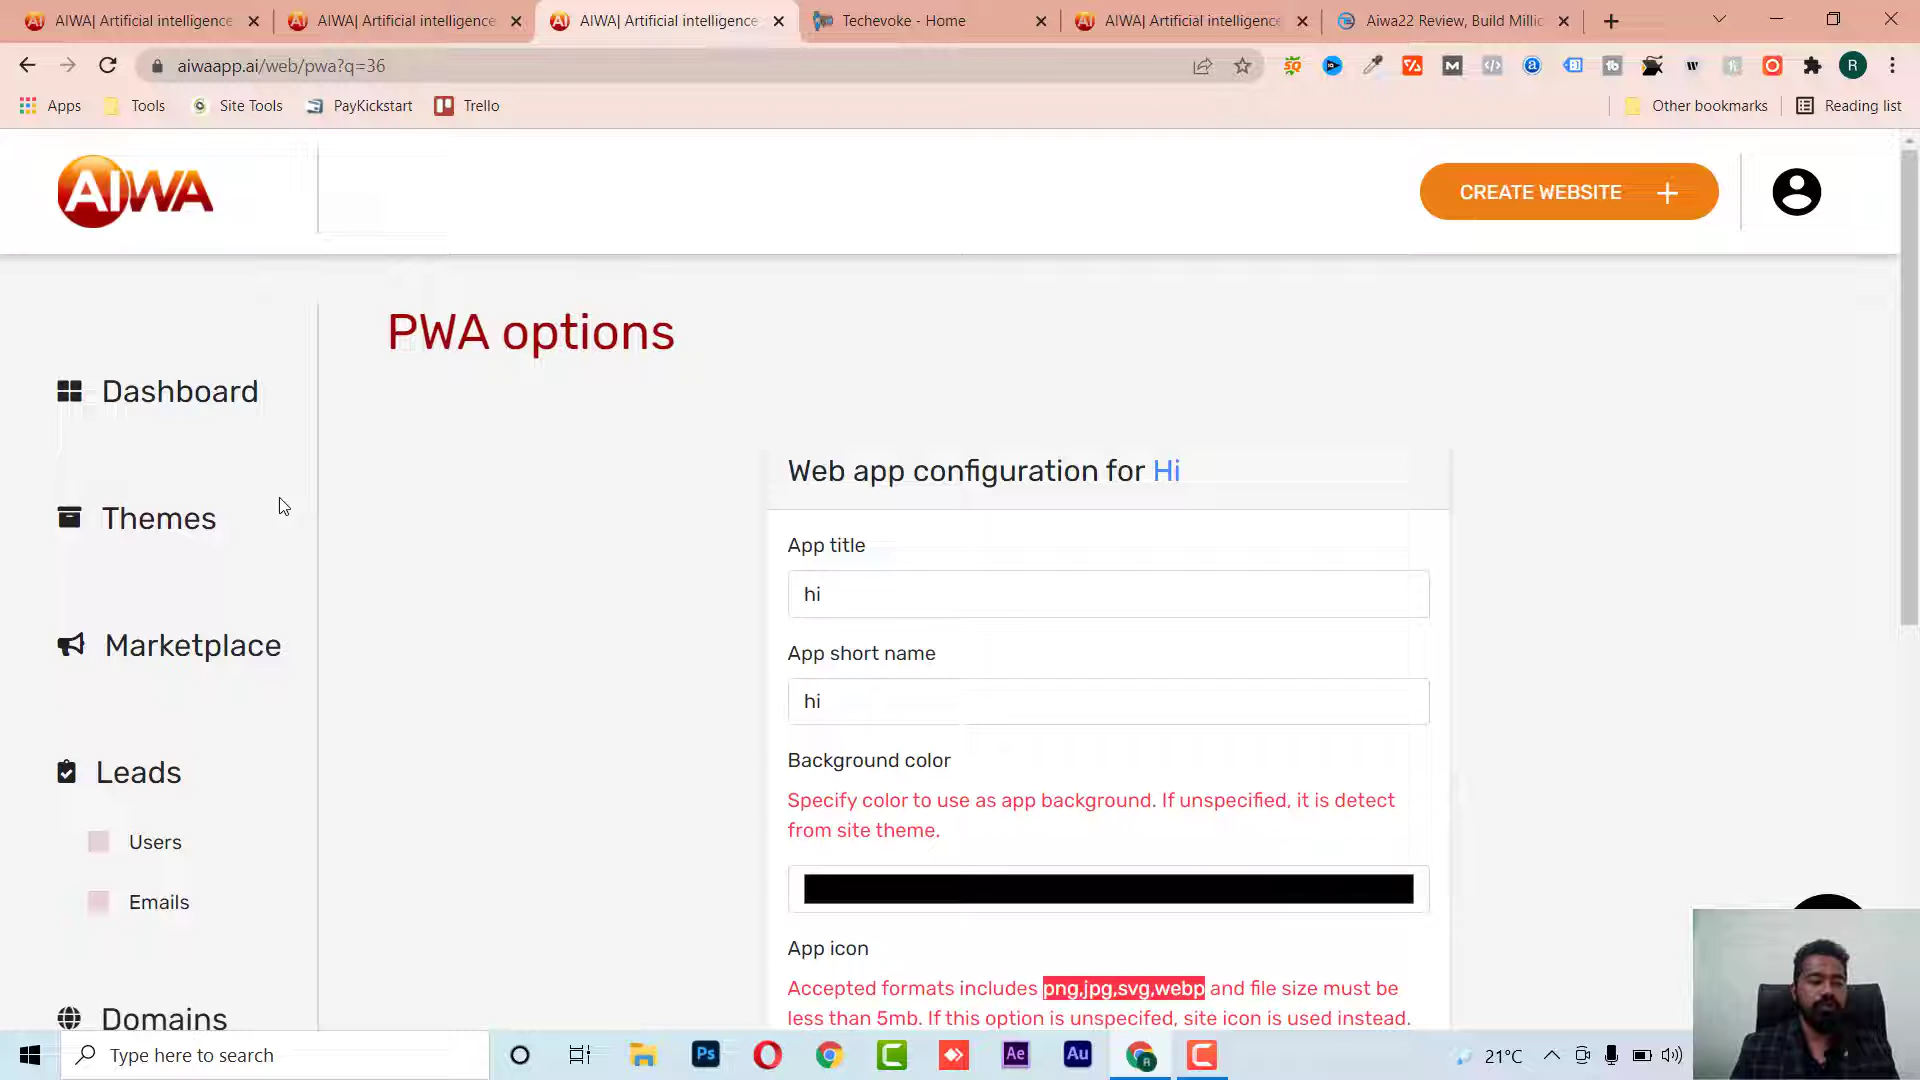 AIWA| Artificial intelligence
AIWA| Artificial intelligence
AIWA| Artificial intelligence
Techevoke - Home
AIWA| Artificial intelligence
Aiwa22 Review, Build Millic
aiwaapp.ai/web/pwa?q=36
Apps
Tools
Site Tools
PayKickstart
Trello
Other bookmarks
Reading list
AIWA
CREATE WEBSITE +
PWA options
Dashboard
Themes
Marketplace
Leads
Users
Emails
Domains
Web app configuration for Hi
App title
hi
App short name
hi
Background color
Specify color to use as app background. If unspecified, it is detect
from site theme.
App icon
Accepted formats includes png,jpg,svg,webp and file size must be
less than 5mb. If this option is unspecifed, site icon is used instead.
Type here to search
Ps
Ae
Au
R
21°C